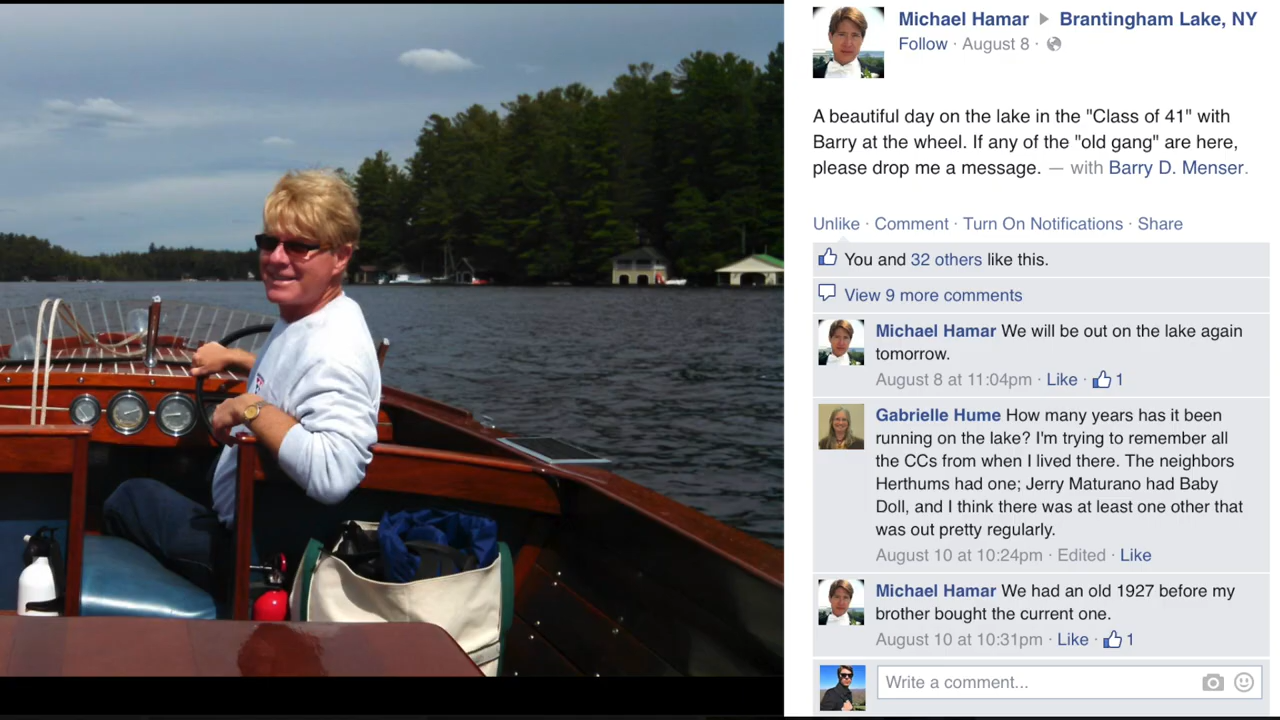 Michael Hamar ▶ Brantingham Lake, NY
Follow · August 8 ·
A beautiful day on the lake in the "Class of 41" with
Barry at the wheel. If any of the "old gang" are here,
please drop me a message. — with Barry D. Menser.
Unlike · Comment · Turn On Notifications · Share
You and 32 others like this.
View 9 more comments
Michael Hamar We will be out on the lake again
tomorrow.
August 8 at 11:04pm · Like · 1
Gabrielle Hume How many years has it been
running on the lake? I'm trying to remember all
the CCs from when I lived there. The neighbors
Herthums had one; Jerry Maturano had Baby
Doll, and I think there was at least one other that
was out pretty regularly.
August 10 at 10:24pm · Edited · Like
Michael Hamar We had an old 1927 before my
brother bought the current one.
August 10 at 10:31pm · Like · 1
Write a comment...